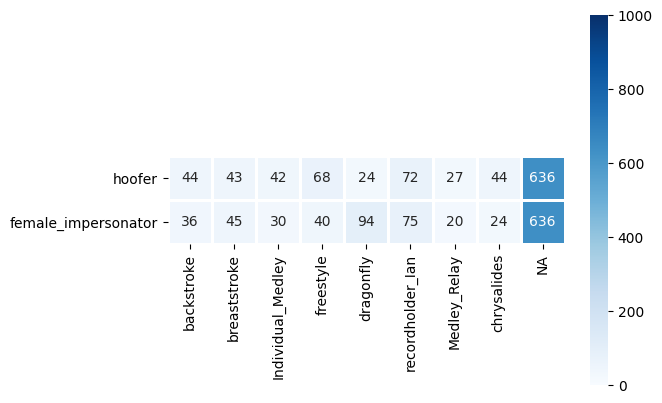 1000
800
600
400
200
0
hoofer 44 43 42 68 24 72 27 44 636
female_impersonator 36 45 30 40 94 75 20 24 636
backstroke
breaststroke
Individual_Medley
freestyle
dragonfly
recordholder_Ian
Medley_Relay
chrysalides
NA